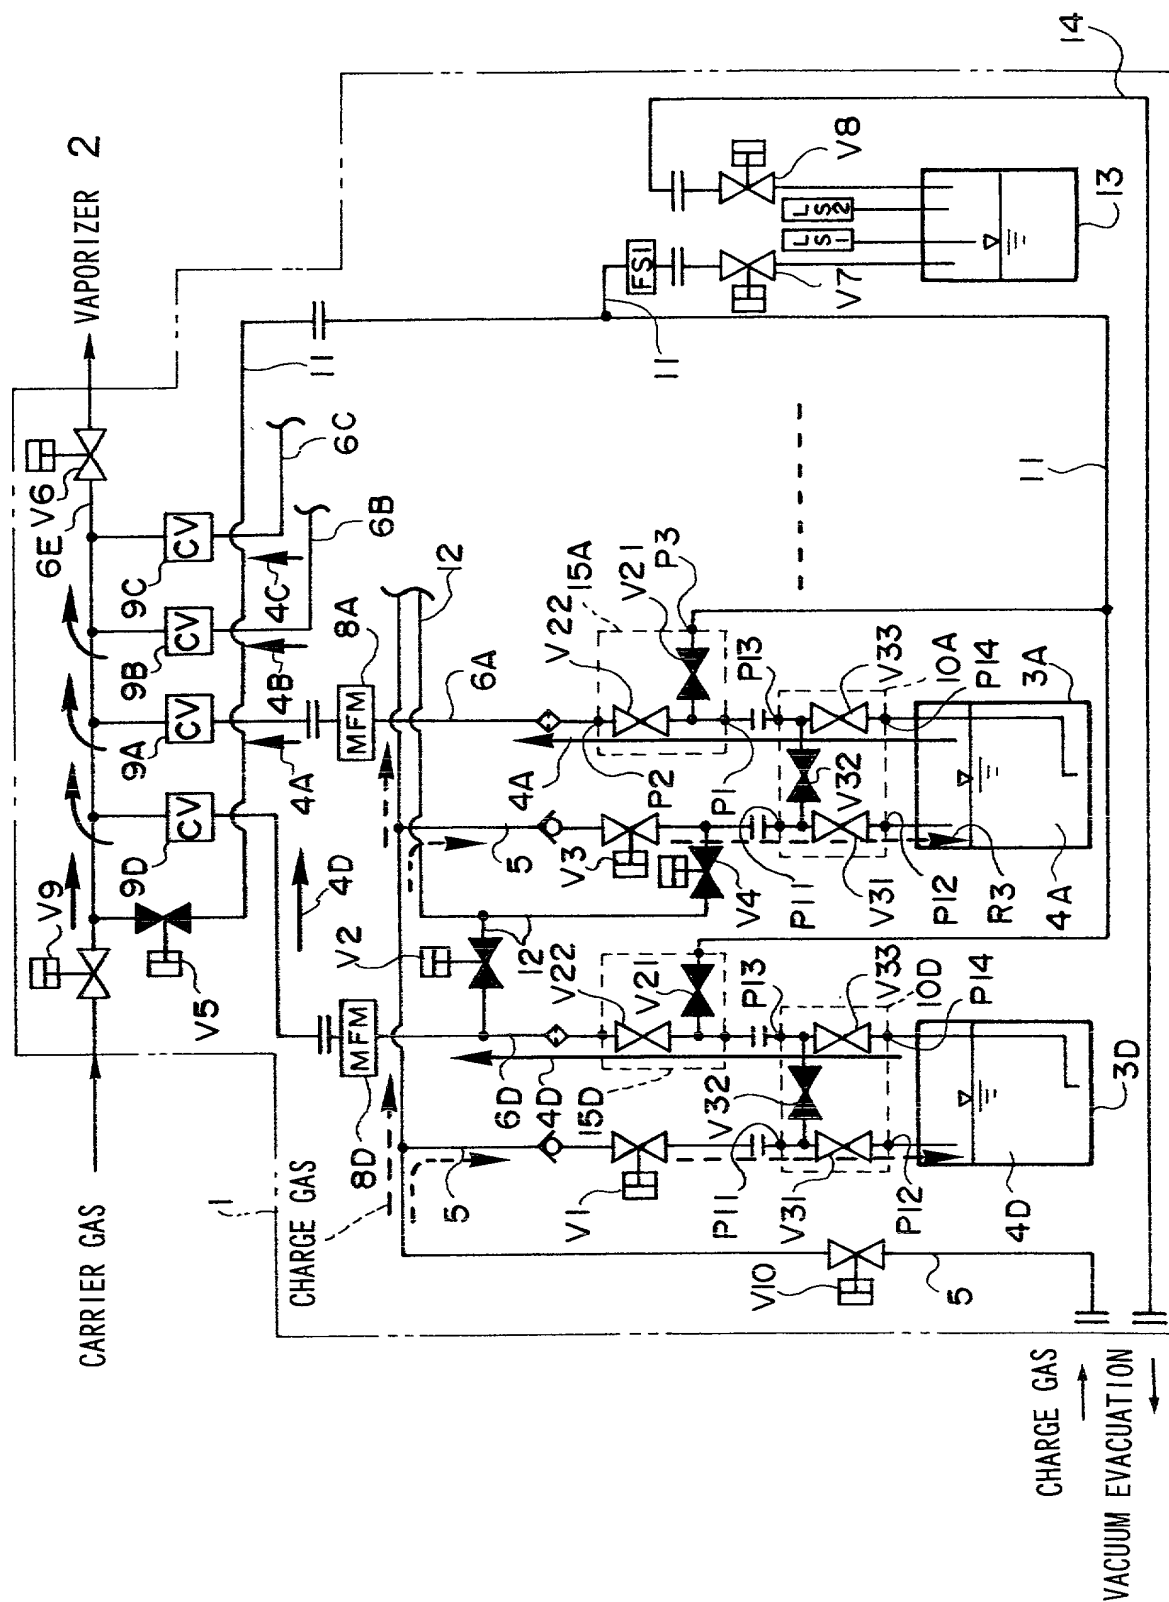 CARRIER GAS
VAPORIZER 2
1
V9
V5
V6
6E
9D
9A
9B
9C
CV
CV
CV
CV
4D
4A
4B
4C
6B
6C
11
14
CHARGE GAS
8D
MFM
8A
MFM
V2
12
12
FS1
11
V7
V8
LS1
LS2
13
5
6D
4D
15D
V22
V21
5
V3
4A
6A
P2
P1
V22
15A
V21
P3
11
V1
P11
V32
P13
V31
P12
V33
10D
P14
V4
P11
V32
P13
V31
P12
V33
10A
P14
R3
V10
5
4D
3D
4A
3A
CHARGE GAS
VACUUM EVACUATION